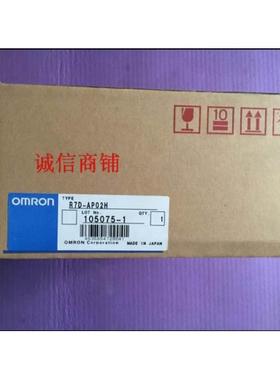 10
诚信商铺
OMRON
TYPE
R7D-AP02H
LOT No.
QTY
105075-1
1
OMRON Corporation
MADE IN JAPAN